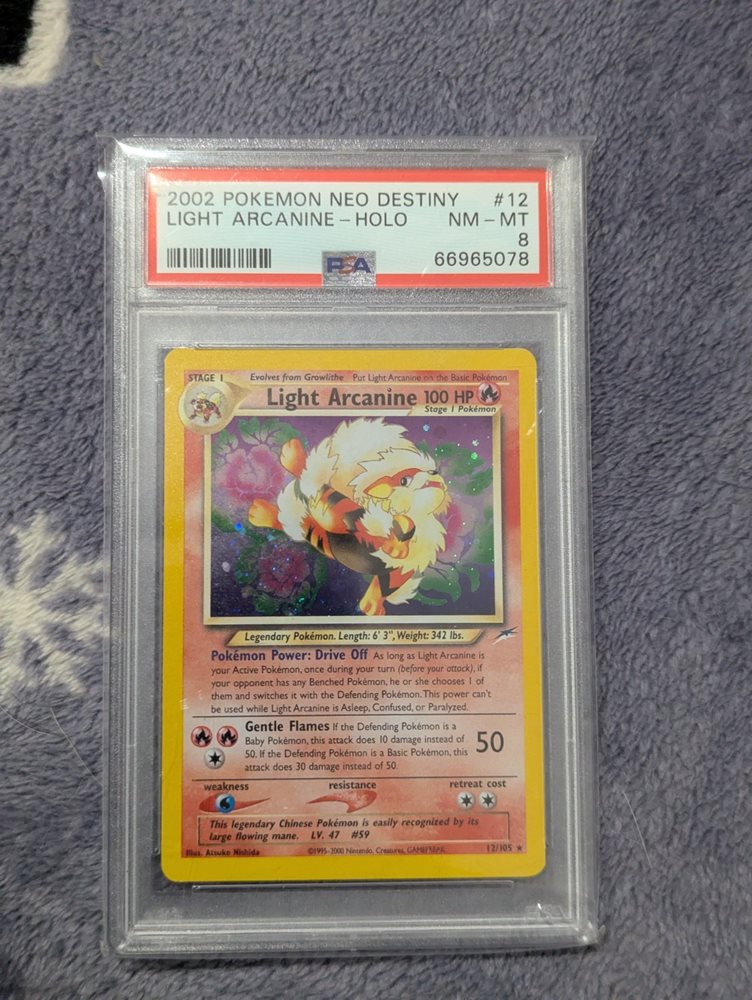 2002 POKEMON NEO DESTINY #12
LIGHT ARCANINE - HOLO NM - MT
8
PSA 66965078
STAGE 1 Evolves from Growlithe Put Light Arcanine on the Basic Pokémon
Light Arcanine 100 HP
Stage 1 Pokémon
Legendary Pokémon. Length: 6' 3", Weight: 342 lbs.
Pokémon Power: Drive Off As long as Light Arcanine is
your Active Pokémon, once during your turn (before your attack), if
your opponent has any Benched Pokémon, he or she chooses 1 of
them and switches it with the Defending Pokémon. This power can't
be used while Light Arcanine is Asleep, Confused, or Paralyzed.
Gentle Flames If the Defending Pokémon is a
Baby Pokémon, this attack does 10 damage instead of
50. If the Defending Pokémon is a Basic Pokémon, this
attack does 30 damage instead of 50.
50
weakness resistance retreat cost
This legendary Chinese Pokémon is easily recognized by its
large flowing mane. LV. 47 #59
Illus. Atsuko Nishida ©1995-2000 Nintendo, Creatures, GAMEFREAK. 12/105